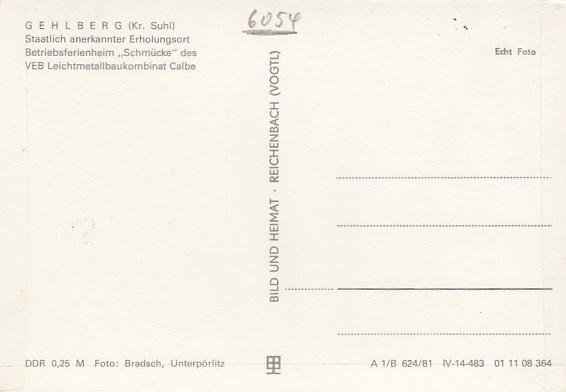 6054
G E H L B E R G (Kr. Suhl)
Staatlich anerkannter Erholungsort
Betriebsferienheim „Schmücke" des
VEB Leichtmetallbaukombinat Calbe
Echt Foto
BILD UND HEIMAT · REICHENBACH (VOGTL)
DDR 0,25 M Foto: Bradsch, Unterpörlitz
A 1/B 624/81 IV-14-483 01 11 08 364